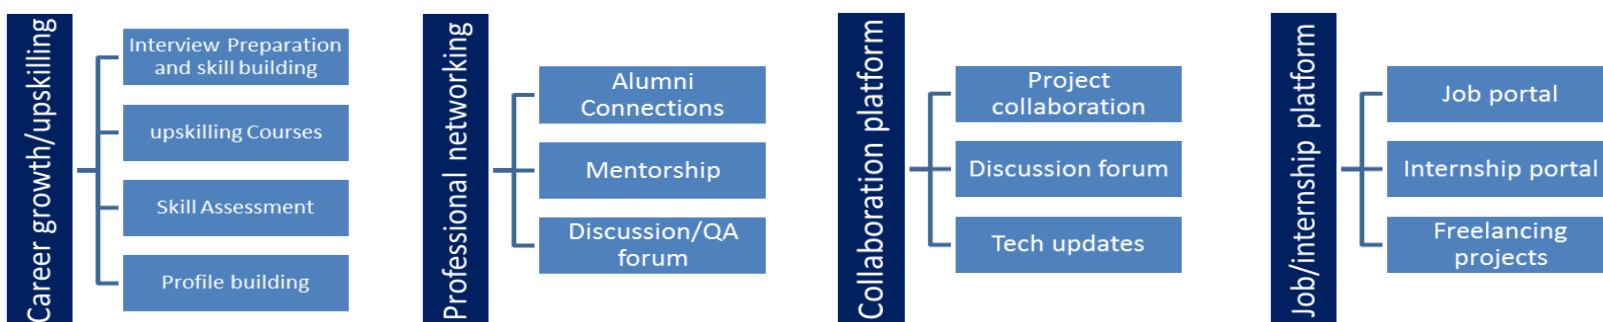 Career growth/upskilling
Interview Preparation
and skill building
upskilling Courses
Skill Assessment
Profile building
Professional networking
Alumni
Connections
Mentorship
Discussion/QA
forum
Collaboration platform
Project
collaboration
Discussion forum
Tech updates
Job/internship platform
Job portal
Internship portal
Freelancing
projects